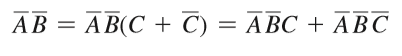 A̅B̅ = A̅B̅(C + C̅) = A̅B̅C + A̅B̅C̅